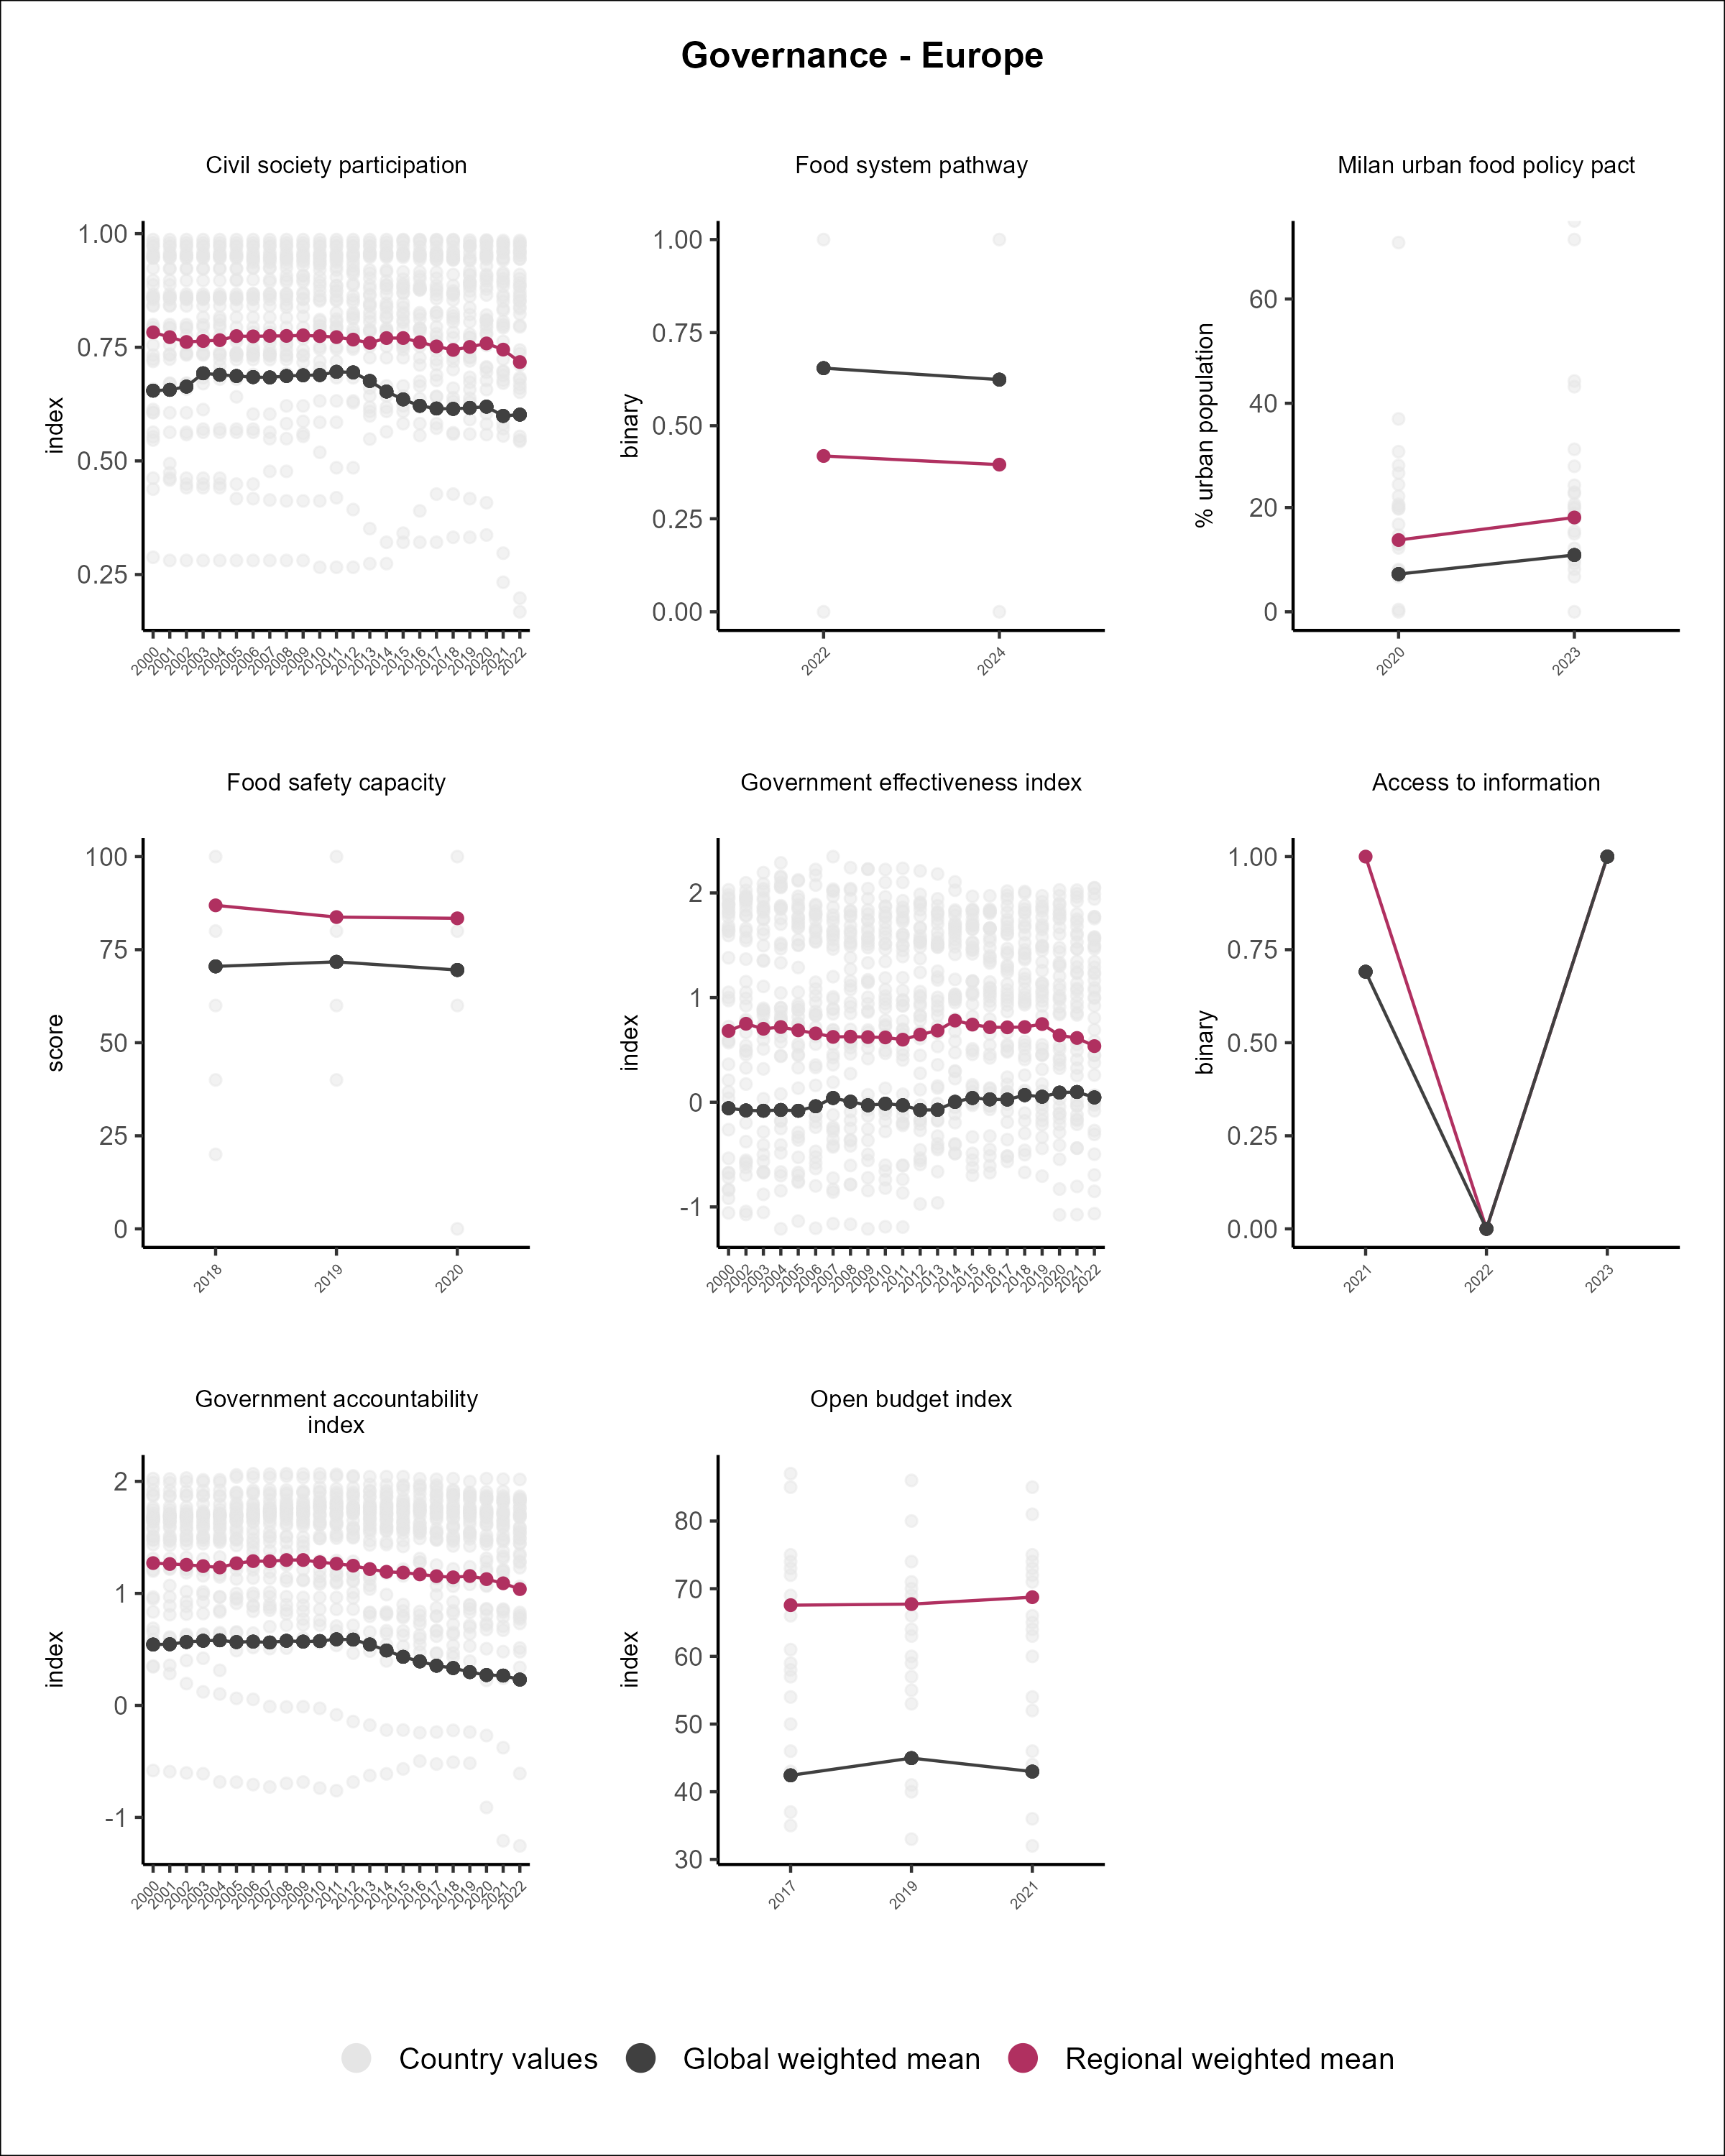 Governance - Europe
Civil society participation
index
1.00
0.75
0.50
0.25
2000 2001 2002 2003 2004 2005 2006 2007 2008 2009 2010 2011 2012 2013 2014 2015 2016 2017 2018 2019 2020 2021 2022
Food system pathway
binary
1.00
0.75
0.50
0.25
0.00
2022 2024
Milan urban food policy pact
% urban population
60
40
20
0
2020 2023
Food safety capacity
score
100
75
50
25
0
2018 2019 2020
Government effectiveness index
index
2
1
0
-1
2000 2002 2003 2004 2005 2006 2007 2008 2009 2010 2011 2012 2013 2014 2015 2016 2017 2018 2019 2020 2021 2022
Access to information
binary
1.00
0.75
0.50
0.25
0.00
2021 2022 2023
Government accountability
index
index
2
1
0
-1
2000 2001 2002 2003 2004 2005 2006 2007 2008 2009 2010 2011 2012 2013 2014 2015 2016 2017 2018 2019 2020 2021 2022
Open budget index
index
80
70
60
50
40
30
2017 2019 2021
Country values Global weighted mean Regional weighted mean